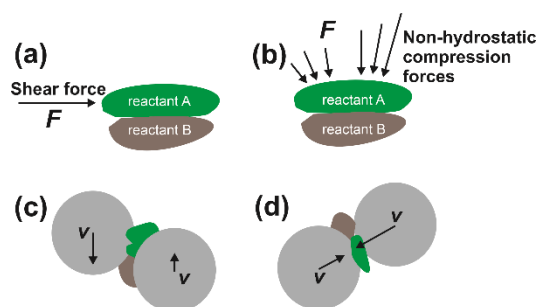 (a)
Shear force
F
reactant A
reactant B
(b)
F
Non-hydrostatic
compression
forces
reactant A
reactant B
(c)
v
v
(d)
v
v